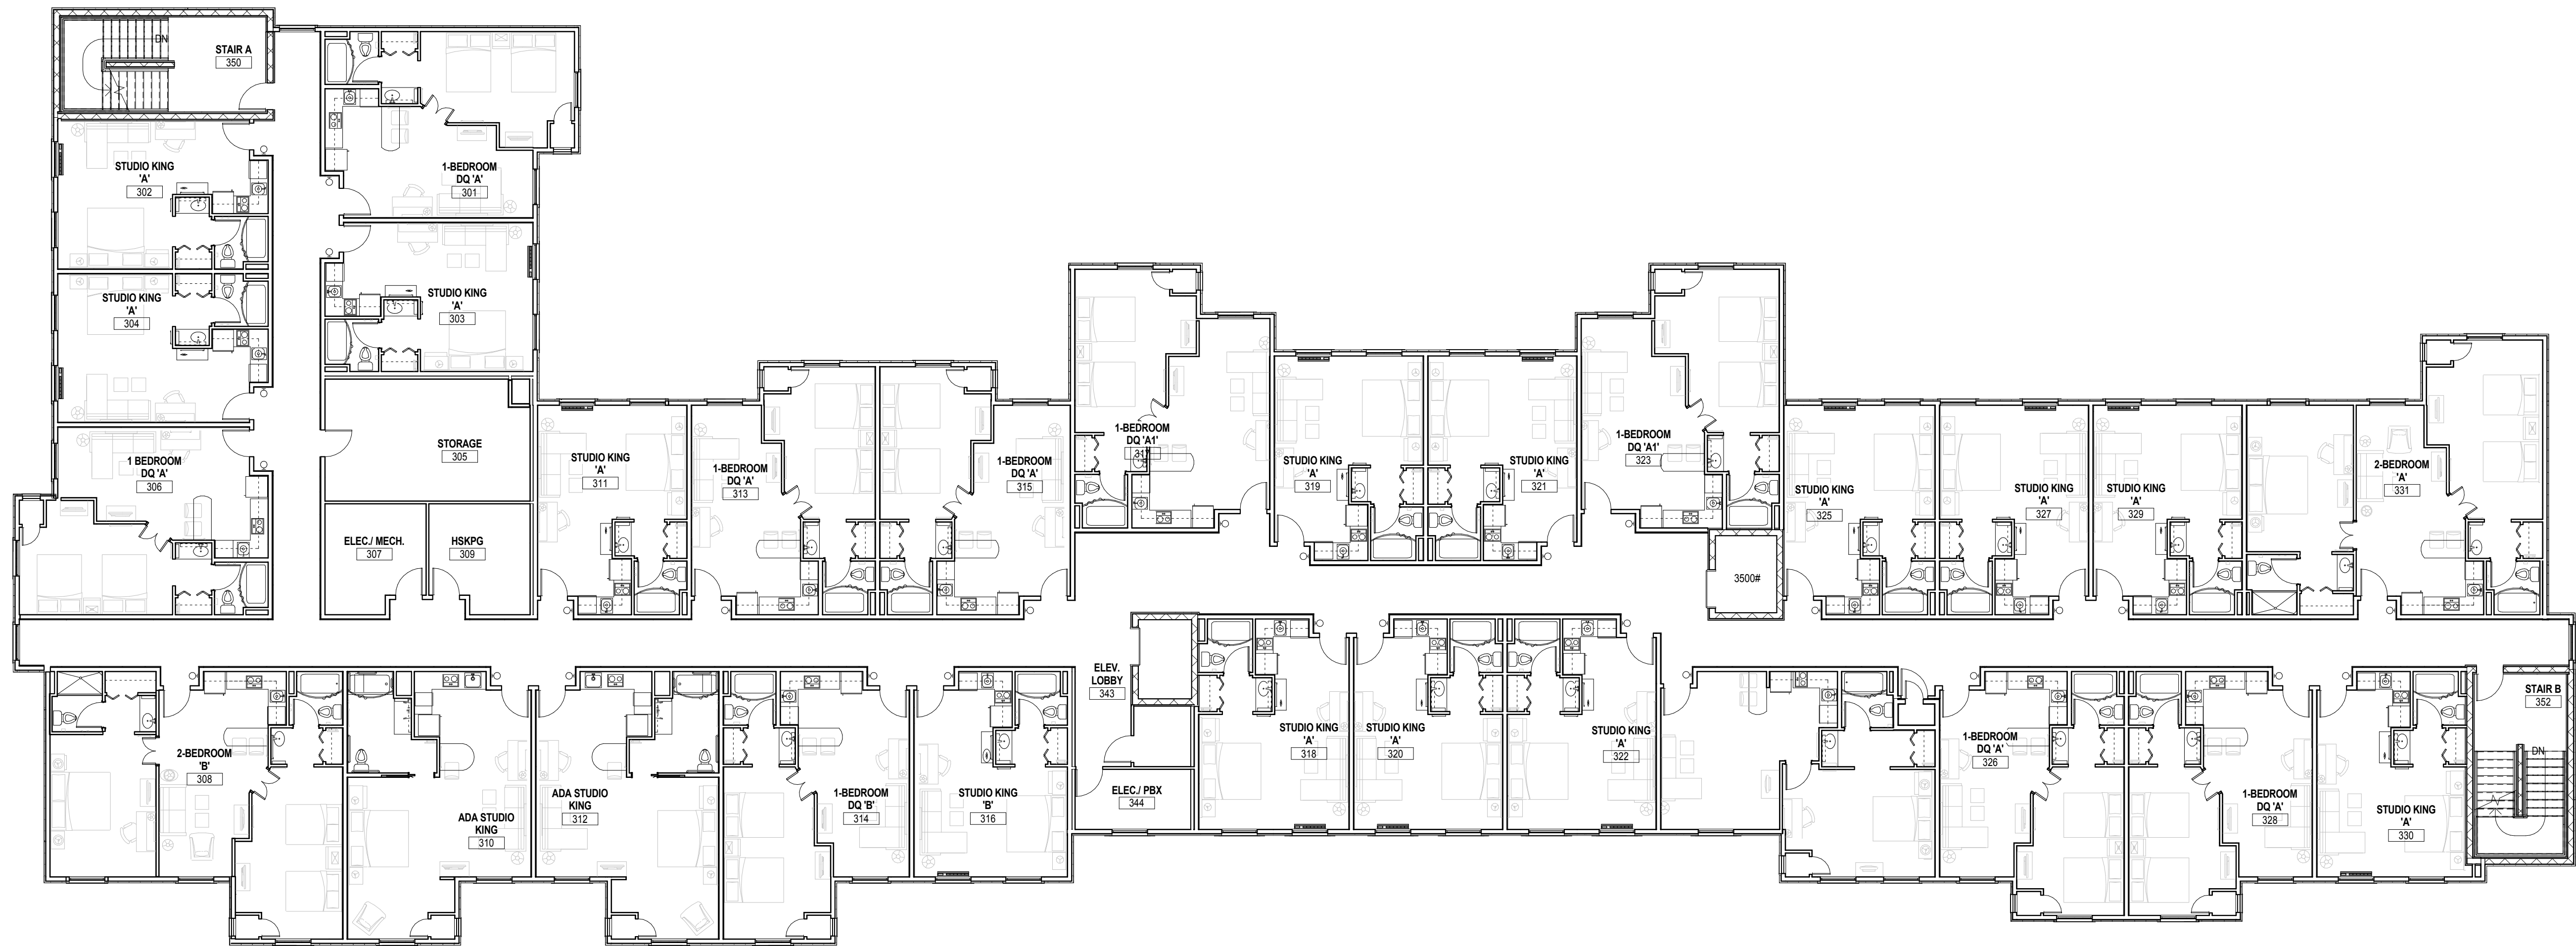 DN
STAIR A
350
STUDIO KING
'A'
302
1-BEDROOM
DQ 'A'
301
STUDIO KING
'A'
304
STUDIO KING
'A'
303
1 BEDROOM
DQ 'A'
306
STORAGE
305
ELEC./ MECH.
307
HSKPG
309
STUDIO KING
'A'
311
1-BEDROOM
DQ 'A'
313
1-BEDROOM
DQ 'A'
315
1-BEDROOM
DQ 'A1'
317
STUDIO KING
'A'
319
STUDIO KING
'A'
321
1-BEDROOM
DQ 'A1'
323
3500#
STUDIO KING
'A'
325
STUDIO KING
'A'
327
STUDIO KING
'A'
329
2-BEDROOM
'A'
331
2-BEDROOM
'B'
308
ADA STUDIO
KING
310
ADA STUDIO
KING
312
1-BEDROOM
DQ 'B'
314
STUDIO KING
'B'
316
ELEV.
LOBBY
343
ELEC./ PBX
344
STUDIO KING
'A'
318
STUDIO KING
'A'
320
STUDIO KING
'A'
322
1-BEDROOM
DQ 'A'
326
1-BEDROOM
DQ 'A'
328
STUDIO KING
'A'
330
STAIR B
352
DN